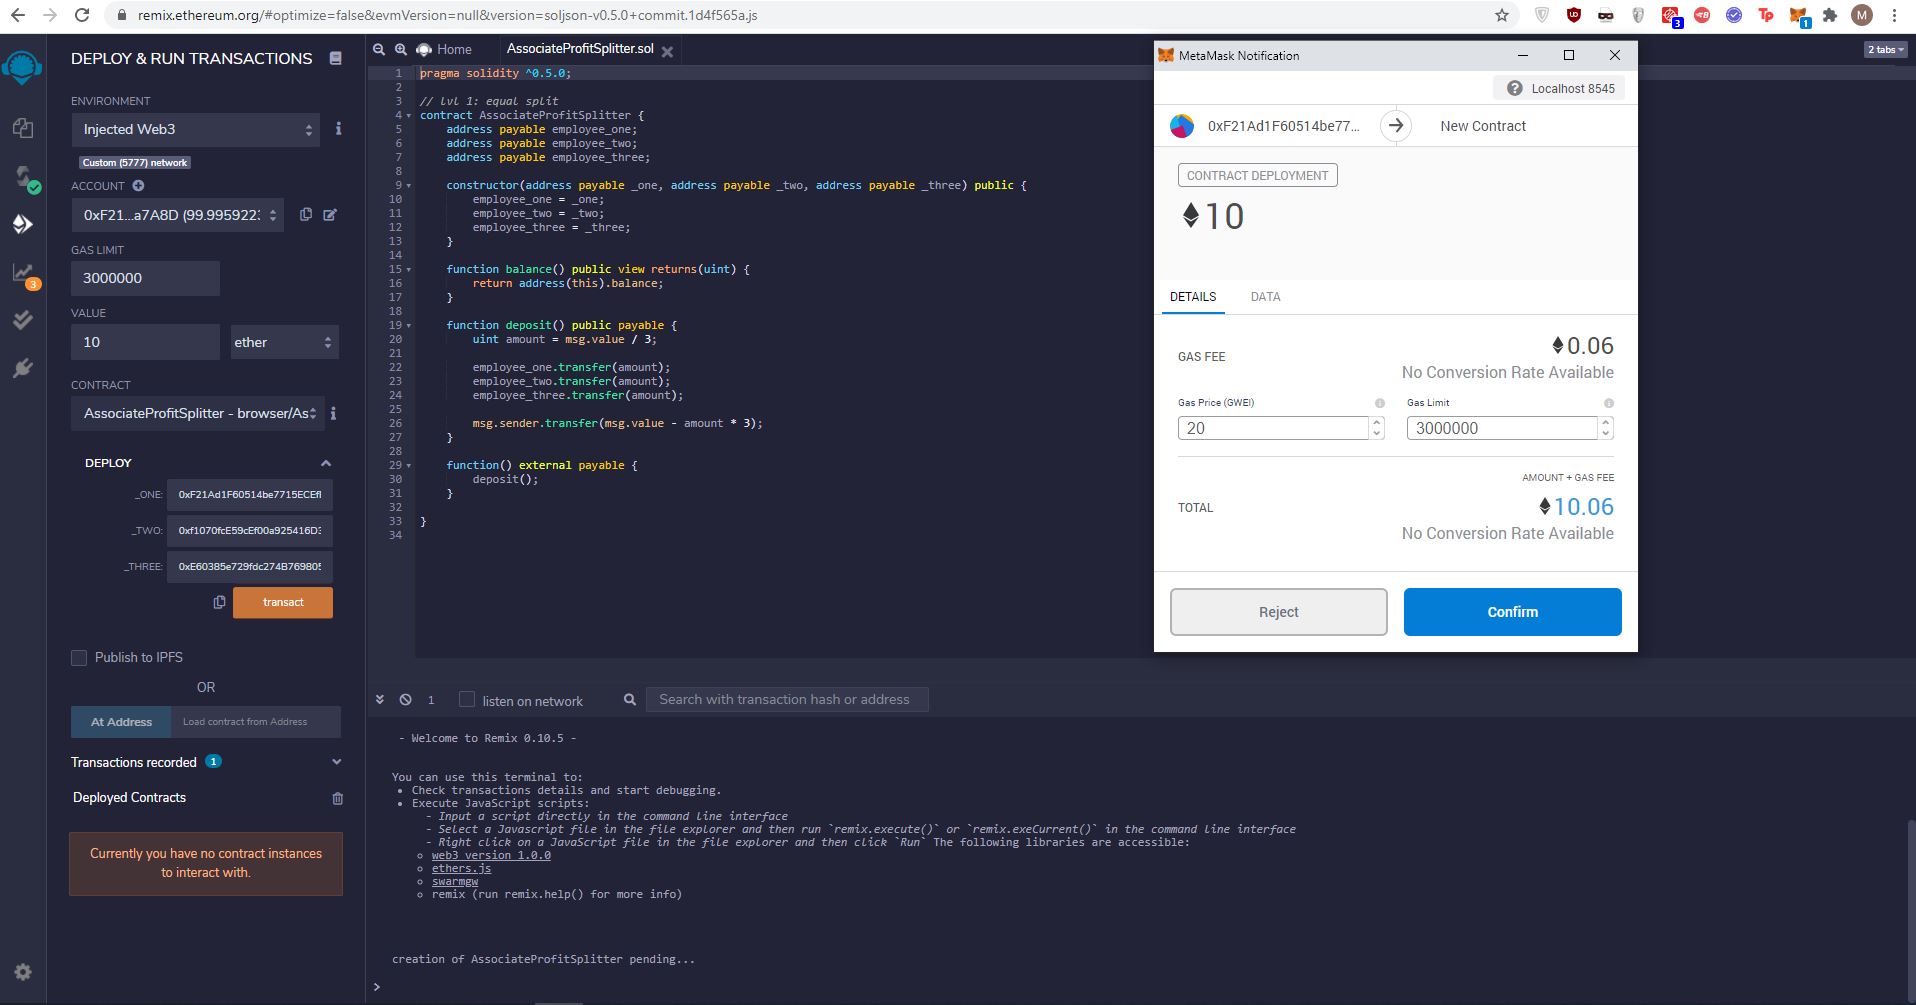 remix.ethereum.org/#optimize=false&evmVersion=null&version=soljson-v0.5.0+commit.1d4f565a.js
3
1
M
DEPLOY & RUN TRANSACTIONS
ENVIRONMENT
Injected Web3
Custom (5777) network
ACCOUNT
0xF21...a7A8D (99.9959223
GAS LIMIT
3000000
VALUE
10
ether
CONTRACT
AssociateProfitSplitter - browser/As
DEPLOY
_ONE:
0xF21Ad1F60514be7715ECEf
_TWO:
0xf1070fcE59cEf00a925416D3
_THREE:
0xE60385e729fdc274B76980
transact
Publish to IPFS
OR
At Address
Load contract from Address
Transactions recorded 1
Deployed Contracts
Currently you have no contract instances
to interact with.
3
Home
AssociateProfitSplitter.sol
2 tabs
1 pragma solidity ^0.5.0;
2
3 // lvl 1: equal split
4 contract AssociateProfitSplitter {
5 address payable employee_one;
6 address payable employee_two;
7 address payable employee_three;
8
9 constructor(address payable _one, address payable _two, address payable _three) public {
10 employee_one = _one;
11 employee_two = _two;
12 employee_three = _three;
13 }
14
15 function balance() public view returns(uint) {
16 return address(this).balance;
17 }
18
19 function deposit() public payable {
20 uint amount = msg.value / 3;
21
22 employee_one.transfer(amount);
23 employee_two.transfer(amount);
24 employee_three.transfer(amount);
25
26 msg.sender.transfer(msg.value - amount * 3);
27 }
28
29 function() external payable {
30 deposit();
31 }
32
33 }
34
MetaMask Notification
Localhost 8545
0xF21Ad1F60514be77...
New Contract
CONTRACT DEPLOYMENT
10
DETAILS
DATA
GAS FEE
0.06
No Conversion Rate Available
Gas Price (GWEI)
Gas Limit
20
3000000
AMOUNT + GAS FEE
TOTAL
10.06
No Conversion Rate Available
Reject
Confirm
1
listen on network
Search with transaction hash or address
- Welcome to Remix 0.10.5 -
You can use this terminal to:
• Check transactions details and start debugging.
• Execute JavaScript scripts:
- Input a script directly in the command line interface
- Select a Javascript file in the file explorer and then run `remix.execute()` or `remix.exeCurrent()` in the command line interface
- Right click on a JavaScript file in the file explorer and then click `Run` The following libraries are accessible:
web3 version 1.0.0
ethers.js
swarmgw
remix (run remix.help() for more info)
creation of AssociateProfitSplitter pending...
>